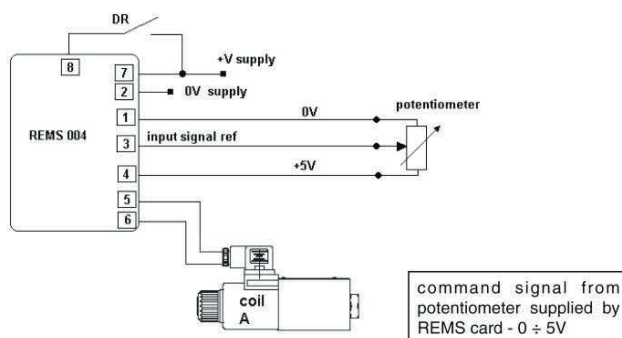 DR
8
7
+V supply
2
0V supply
potentiometer
1
0V
REMS 004
3
input signal ref
4
+5V
5
6
coil
A
command signal from
potentiometer supplied by
REMS card - 0 ÷ 5V